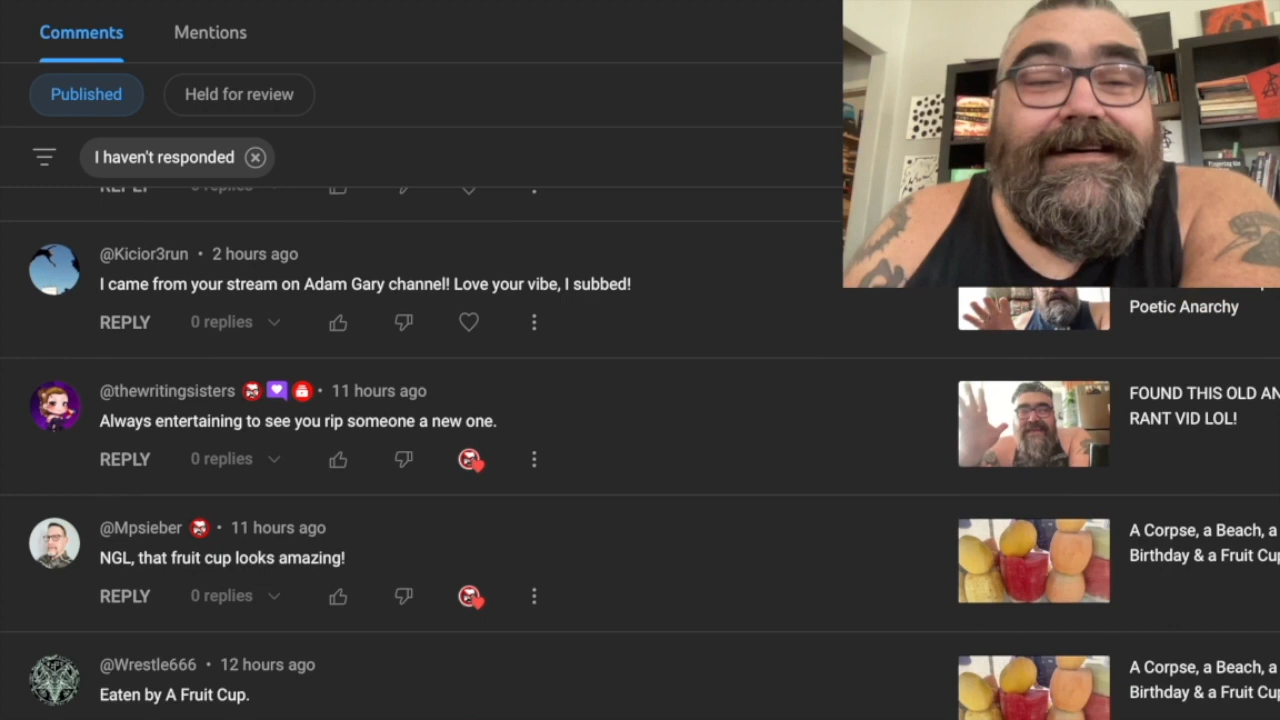 Comments
Mentions
Published
Held for review
I haven't responded
REPLY 0 replies
@Kicior3run • 2 hours ago
I came from your stream on Adam Gary channel! Love your vibe, I subbed!
REPLY 0 replies
Poetic Anarchy
@thewritingsisters • 11 hours ago
Always entertaining to see you rip someone a new one.
REPLY 0 replies
FOUND THIS OLD AN
RANT VID LOL!
@Mpsieber • 11 hours ago
NGL, that fruit cup looks amazing!
REPLY 0 replies
A Corpse, a Beach, a
Birthday & a Fruit Cup
@Wrestle666 • 12 hours ago
Eaten by A Fruit Cup.
A Corpse, a Beach, a
Birthday & a Fruit Cup